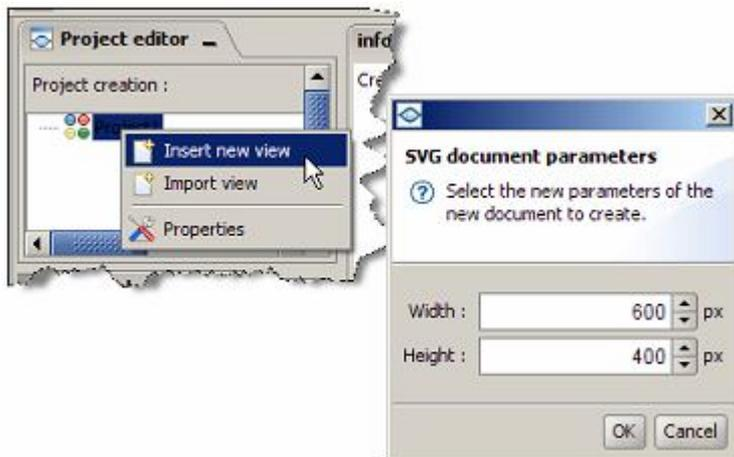 Project editor
info
Project creation :
Cre
Insert new view
Import view
Properties
SVG document parameters
Select the new parameters of the
new document to create.
Width : 600 px
Height : 400 px
OK Cancel